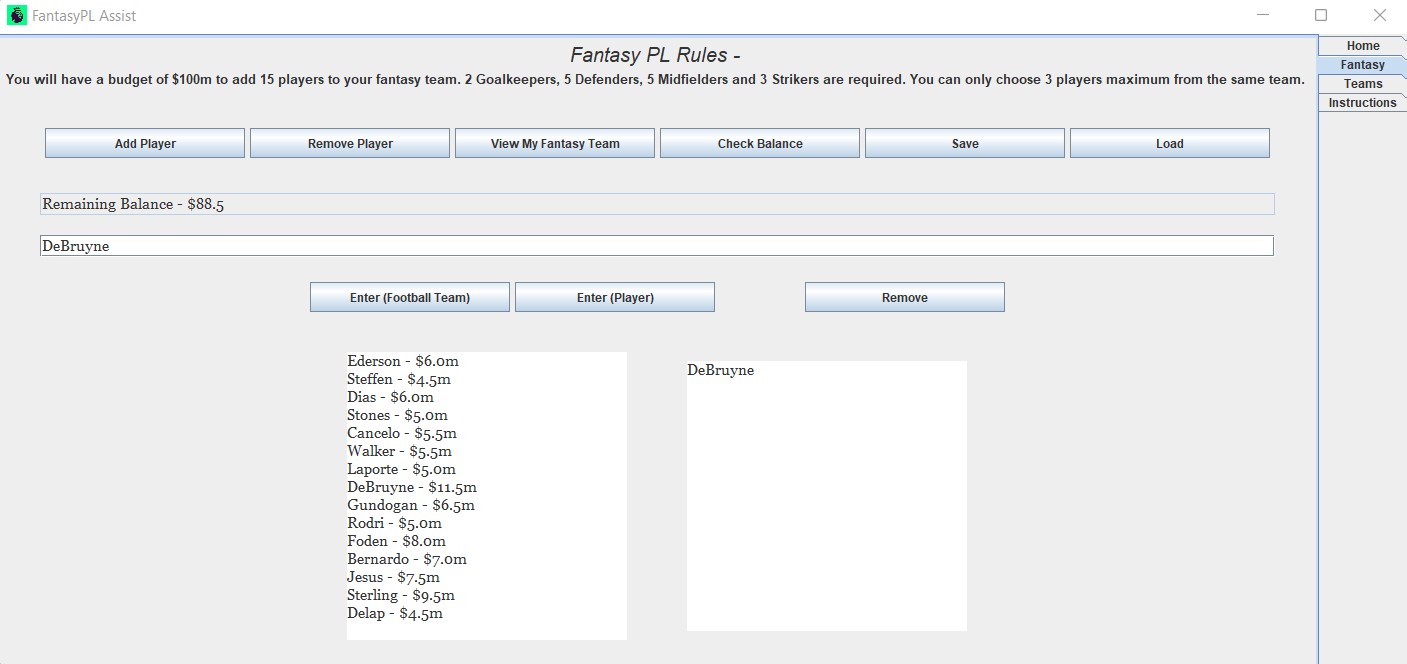 FantasyPL Assist
Home
Fantasy
Teams
Instructions
Fantasy PL Rules -
You will have a budget of $100m to add 15 players to your fantasy team. 2 Goalkeepers, 5 Defenders, 5 Midfielders and 3 Strikers are required. You can only choose 3 players maximum from the same team.
Add Player
Remove Player
View My Fantasy Team
Check Balance
Save
Load
Remaining Balance - $88.5
DeBruyne
Enter (Football Team)
Enter (Player)
Remove
Ederson - $6.0m
Steffen - $4.5m
Dias - $6.0m
Stones - $5.0m
Cancelo - $5.5m
Walker - $5.5m
Laporte - $5.0m
DeBruyne - $11.5m
Gundogan - $6.5m
Rodri - $5.0m
Foden - $8.0m
Bernardo - $7.0m
Jesus - $7.5m
Sterling - $9.5m
Delap - $4.5m
DeBruyne